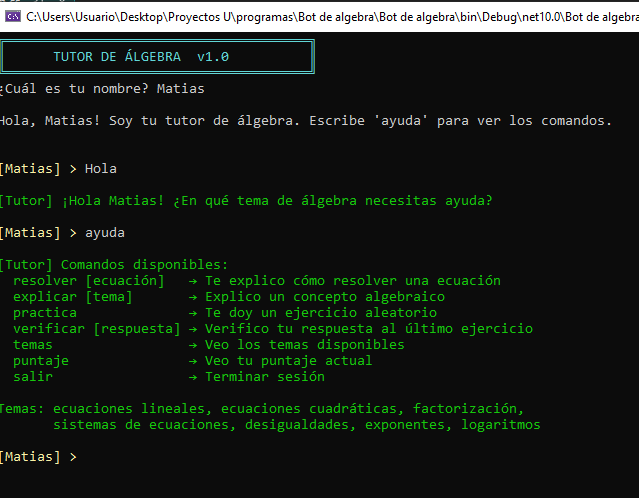 C:\Users\Usuario\Desktop\Proyectos U\programas\Bot de algebra\Bot de algebra\bin\Debug\net10.0\Bot de algebra
TUTOR DE ÁLGEBRA v1.0
¿Cuál es tu nombre? Matias
Hola, Matias! Soy tu tutor de álgebra. Escribe 'ayuda' para ver los comandos.
[Matias] > Hola
[Tutor] ¡Hola Matias! ¿En qué tema de álgebra necesitas ayuda?
[Matias] > ayuda
[Tutor] Comandos disponibles:
resolver [ecuación] → Te explico cómo resolver una ecuación
explicar [tema] → Explico un concepto algebraico
practica → Te doy un ejercicio aleatorio
verificar [respuesta] → Verifico tu respuesta al último ejercicio
temas → Veo los temas disponibles
puntaje → Veo tu puntaje actual
salir → Terminar sesión
Temas: ecuaciones lineales, ecuaciones cuadráticas, factorización,
sistemas de ecuaciones, desigualdades, exponentes, logaritmos
[Matias] >